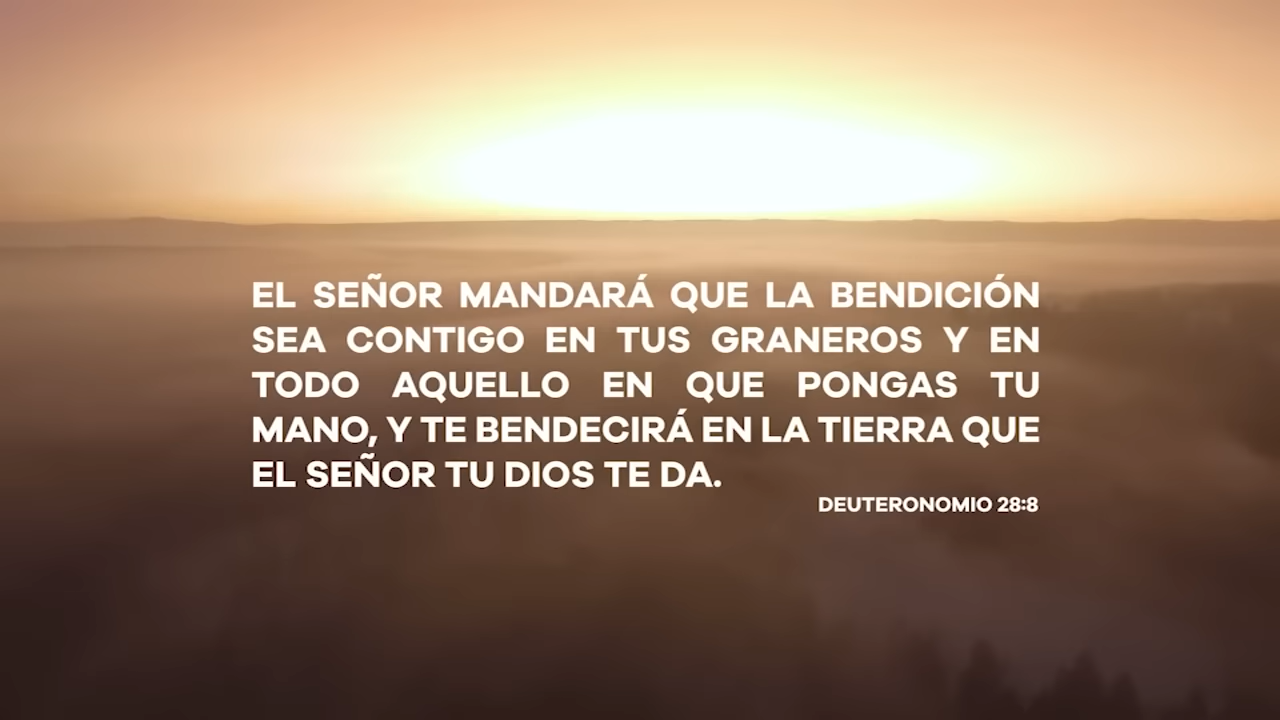 EL SEÑOR MANDARÁ QUE LA BENDICIÓN
SEA CONTIGO EN TUS GRANEROS Y EN
TODO AQUELLO EN QUE PONGAS TU
MANO, Y TE BENDECIRÁ EN LA TIERRA QUE
EL SEÑOR TU DIOS TE DA.
DEUTERONOMIO 28:8